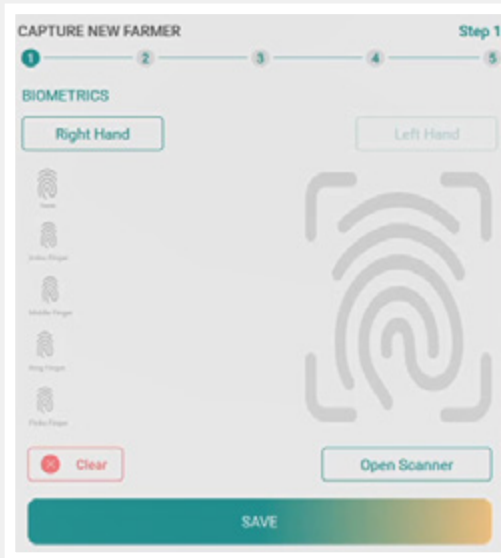 CAPTURE NEW FARMER
Step 1
1 2 3 4 5
BIOMETRICS
Right Hand
Left Hand
Index Finger
Middle Finger
Ring Finger
Pinky Finger
Clear
Open Scanner
SAVE